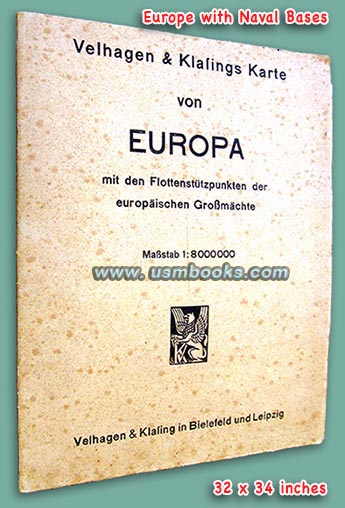 Europe with Naval Bases
Velhagen & Klaſings Karte
von
EUROPA
mit den Flottenstützpunkten der
europäischen Großmächte
Maßstab 1:8000000
www.usmbooks.com
Velhagen & Klaſing in Bielefeld und Leipzig
32 x 34 inches